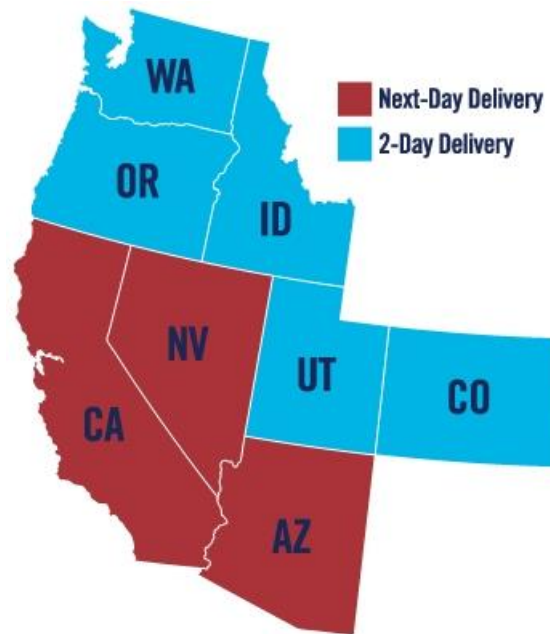 WA
Next-Day Delivery
2-Day Delivery
OR
ID
NV
UT
CO
CA
AZ